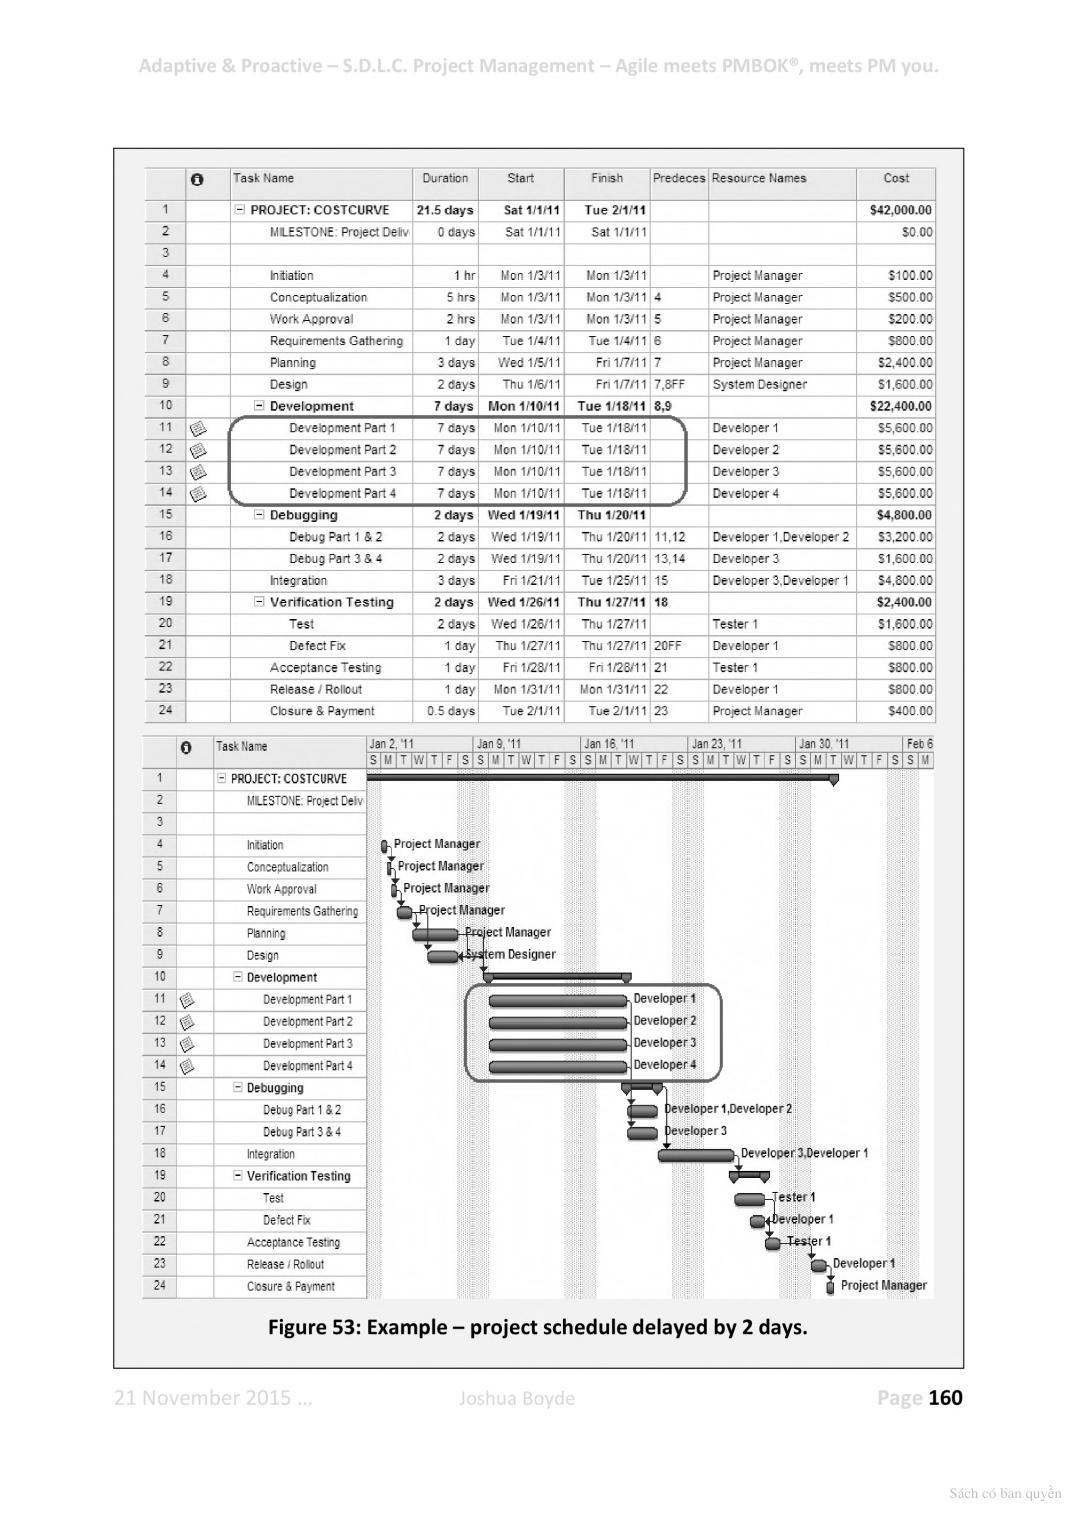 Adaptive & Proactive – S.D.L.C. Project Management – Agile meets PMBOK®, meets PM you.
Task Name Duration Start Finish Predeces Resource Names Cost
1 PROJECT: COSTCURVE 21.5 days Sat 1/1/11 Tue 2/1/11 $42,000.00
2 MILESTONE: Project Deliv 0 days Sat 1/1/11 Sat 1/1/11 $0.00
3
4 Initiation 1 hr Mon 1/3/11 Mon 1/3/11 Project Manager $100.00
5 Conceptualization 5 hrs Mon 1/3/11 Mon 1/3/11 4 Project Manager $500.00
6 Work Approval 2 hrs Mon 1/3/11 Mon 1/3/11 5 Project Manager $200.00
7 Requirements Gathering 1 day Tue 1/4/11 Tue 1/4/11 6 Project Manager $800.00
8 Planning 3 days Wed 1/5/11 Fri 1/7/11 7 Project Manager $2,400.00
9 Design 2 days Thu 1/6/11 Fri 1/7/11 7,8FF System Designer $1,600.00
10 Development 7 days Mon 1/10/11 Tue 1/18/11 8,9 $22,400.00
11 Development Part 1 7 days Mon 1/10/11 Tue 1/18/11 Developer 1 $5,600.00
12 Development Part 2 7 days Mon 1/10/11 Tue 1/18/11 Developer 2 $5,600.00
13 Development Part 3 7 days Mon 1/10/11 Tue 1/18/11 Developer 3 $5,600.00
14 Development Part 4 7 days Mon 1/10/11 Tue 1/18/11 Developer 4 $5,600.00
15 Debugging 2 days Wed 1/19/11 Thu 1/20/11 $4,800.00
16 Debug Part 1 & 2 2 days Wed 1/19/11 Thu 1/20/11 11,12 Developer 1,Developer 2 $3,200.00
17 Debug Part 3 & 4 2 days Wed 1/19/11 Thu 1/20/11 13,14 Developer 3 $1,600.00
18 Integration 3 days Fri 1/21/11 Tue 1/25/11 15 Developer 3,Developer 1 $4,800.00
19 Verification Testing 2 days Wed 1/26/11 Thu 1/27/11 18 $2,400.00
20 Test 2 days Wed 1/26/11 Thu 1/27/11 Tester 1 $1,600.00
21 Defect Fix 1 day Thu 1/27/11 Thu 1/27/11 20FF Developer 1 $800.00
22 Acceptance Testing 1 day Fri 1/28/11 Fri 1/28/11 21 Tester 1 $800.00
23 Release / Rollout 1 day Mon 1/31/11 Mon 1/31/11 22 Developer 1 $800.00
24 Closure & Payment 0.5 days Tue 2/1/11 Tue 2/1/11 23 Project Manager $400.00
Task Name Jan 2, '11 Jan 9, '11 Jan 16, '11 Jan 23, '11 Jan 30, '11 Feb 6
S M T W T F S S M T W T F S S M T W T F S S M T W T F S S M T W T F S S M
1 PROJECT: COSTCURVE
2 MILESTONE: Project Deliv
3
4 Initiation Project Manager
5 Conceptualization Project Manager
6 Work Approval Project Manager
7 Requirements Gathering Project Manager
8 Planning Project Manager
9 Design System Designer
10 Development
11 Development Part 1 Developer 1
12 Development Part 2 Developer 2
13 Development Part 3 Developer 3
14 Development Part 4 Developer 4
15 Debugging
16 Debug Part 1 & 2 Developer 1,Developer 2
17 Debug Part 3 & 4 Developer 3
18 Integration Developer 3,Developer 1
19 Verification Testing
20 Test Tester 1
21 Defect Fix Developer 1
22 Acceptance Testing Tester 1
23 Release / Rollout Developer 1
24 Closure & Payment Project Manager
Figure 53: Example – project schedule delayed by 2 days.
21 November 2015 ... Joshua Boyde Page 160
Sách có bản quyền